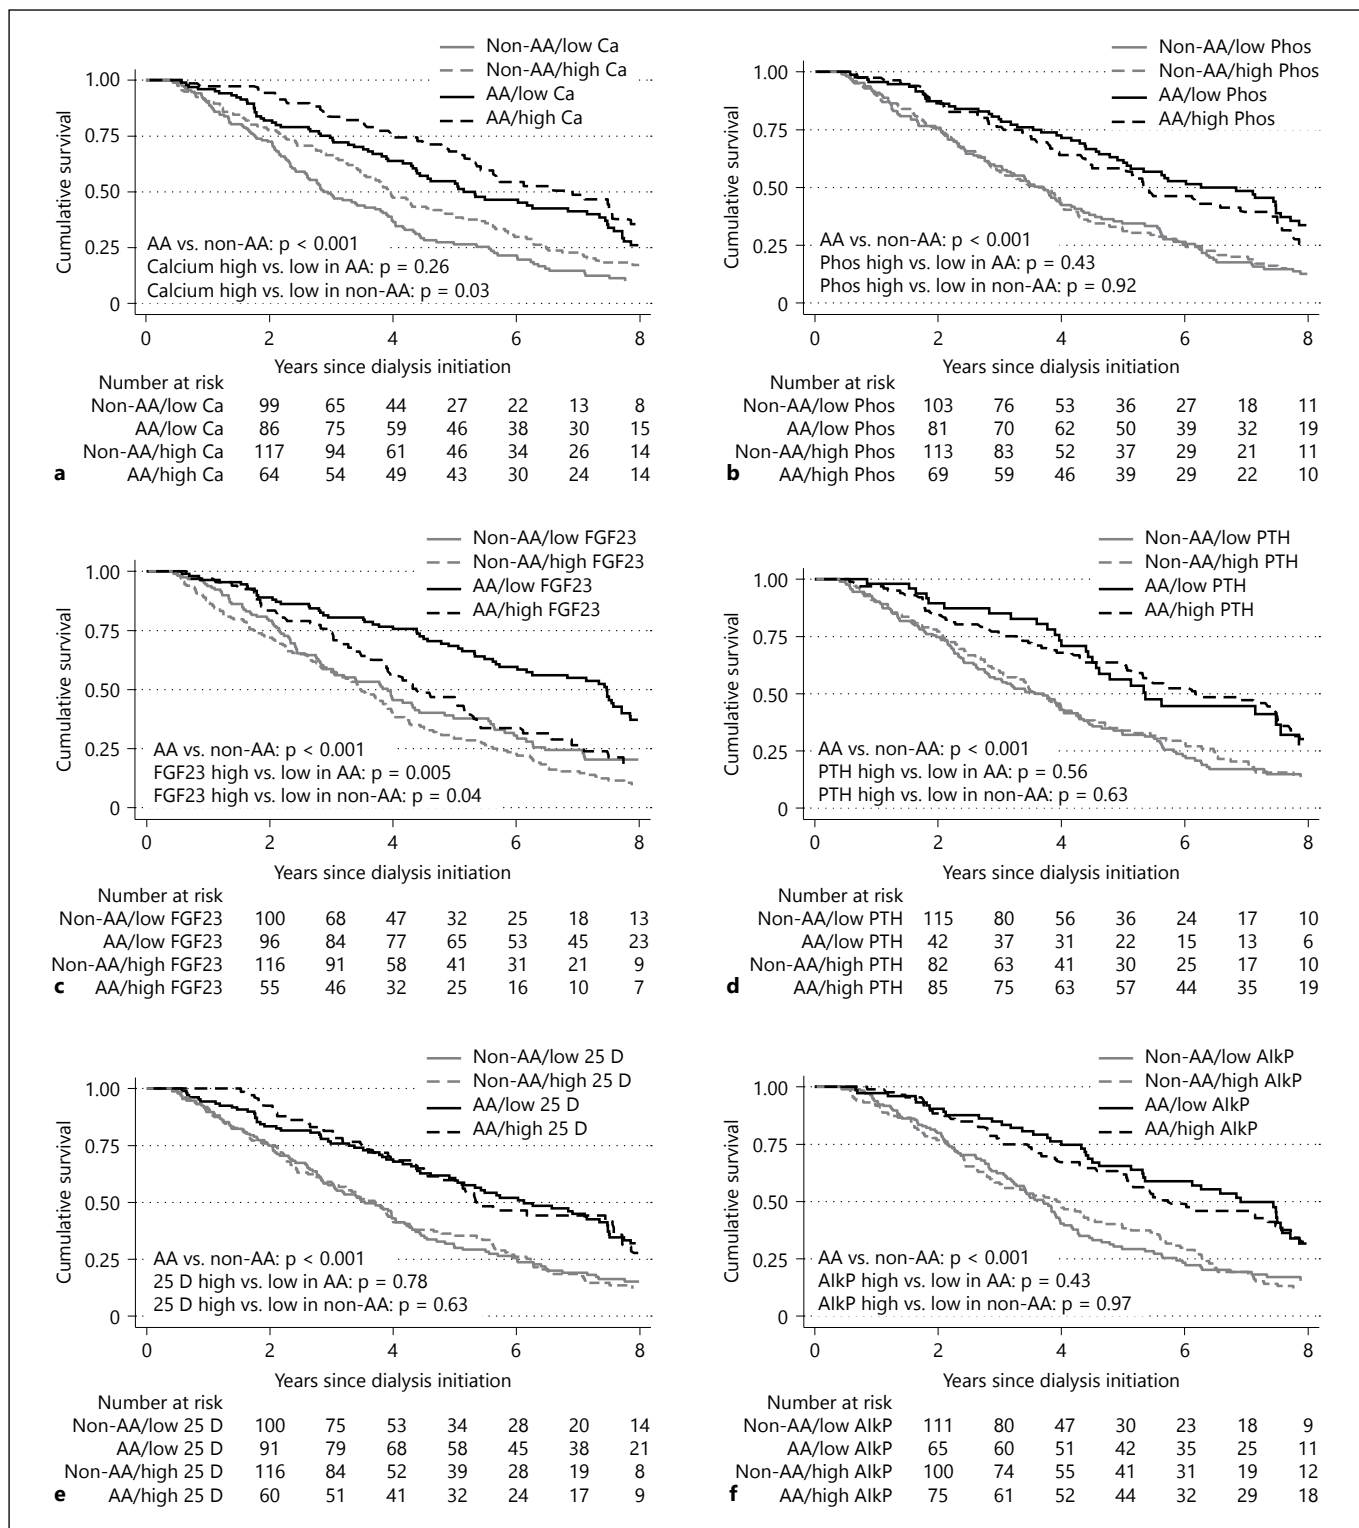 Non-AA/low Ca
Non-AA/high Ca
AA/low Ca
AA/high Ca
1.00
0.75
0.50
0.25
0
Cumulative survival
AA vs. non-AA: p < 0.001
Calcium high vs. low in AA: p = 0.26
Calcium high vs. low in non-AA: p = 0.03
0 2 4 6 8
Years since dialysis initiation
Number at risk
Non-AA/low Ca 99 65 44 27 22 13 8
AA/low Ca 86 75 59 46 38 30 15
Non-AA/high Ca 117 94 61 46 34 26 14
a AA/high Ca 64 54 49 43 30 24 14
Non-AA/low Phos
Non-AA/high Phos
AA/low Phos
AA/high Phos
1.00
0.75
0.50
0.25
0
Cumulative survival
AA vs. non-AA: p < 0.001
Phos high vs. low in AA: p = 0.43
Phos high vs. low in non-AA: p = 0.92
0 2 4 6 8
Years since dialysis initiation
Number at risk
Non-AA/low Phos 103 76 53 36 27 18 11
AA/low Phos 81 70 62 50 39 32 19
Non-AA/high Phos 113 83 52 37 29 21 11
b AA/high Phos 69 59 46 39 29 22 10
Non-AA/low FGF23
Non-AA/high FGF23
AA/low FGF23
AA/high FGF23
1.00
0.75
0.50
0.25
0
Cumulative survival
AA vs. non-AA: p < 0.001
FGF23 high vs. low in AA: p = 0.005
FGF23 high vs. low in non-AA: p = 0.04
0 2 4 6 8
Years since dialysis initiation
Number at risk
Non-AA/low FGF23 100 68 47 32 25 18 13
AA/low FGF23 96 84 77 65 53 45 23
Non-AA/high FGF23 116 91 58 41 31 21 9
c AA/high FGF23 55 46 32 25 16 10 7
Non-AA/low PTH
Non-AA/high PTH
AA/low PTH
AA/high PTH
1.00
0.75
0.50
0.25
0
Cumulative survival
AA vs. non-AA: p < 0.001
PTH high vs. low in AA: p = 0.56
PTH high vs. low in non-AA: p = 0.63
0 2 4 6 8
Years since dialysis initiation
Number at risk
Non-AA/low PTH 115 80 56 36 24 17 10
AA/low PTH 42 37 31 22 15 13 6
Non-AA/high PTH 82 63 41 30 25 17 10
d AA/high PTH 85 75 63 57 44 35 19
Non-AA/low 25 D
Non-AA/high 25 D
AA/low 25 D
AA/high 25 D
1.00
0.75
0.50
0.25
0
Cumulative survival
AA vs. non-AA: p < 0.001
25 D high vs. low in AA: p = 0.78
25 D high vs. low in non-AA: p = 0.63
0 2 4 6 8
Years since dialysis initiation
Number at risk
Non-AA/low 25 D 100 75 53 34 28 20 14
AA/low 25 D 91 79 68 58 45 38 21
Non-AA/high 25 D 116 84 52 39 28 19 8
e AA/high 25 D 60 51 41 32 24 17 9
Non-AA/low AlkP
Non-AA/high AlkP
AA/low AlkP
AA/high AlkP
1.00
0.75
0.50
0.25
0
Cumulative survival
AA vs. non-AA: p < 0.001
AlkP high vs. low in AA: p = 0.43
AlkP high vs. low in non-AA: p = 0.97
0 2 4 6 8
Years since dialysis initiation
Number at risk
Non-AA/low AlkP 111 80 47 30 23 18 9
AA/low AlkP 65 60 51 42 35 25 11
Non-AA/high AlkP 100 74 55 41 31 19 12
f AA/high AlkP 75 61 52 44 32 29 18